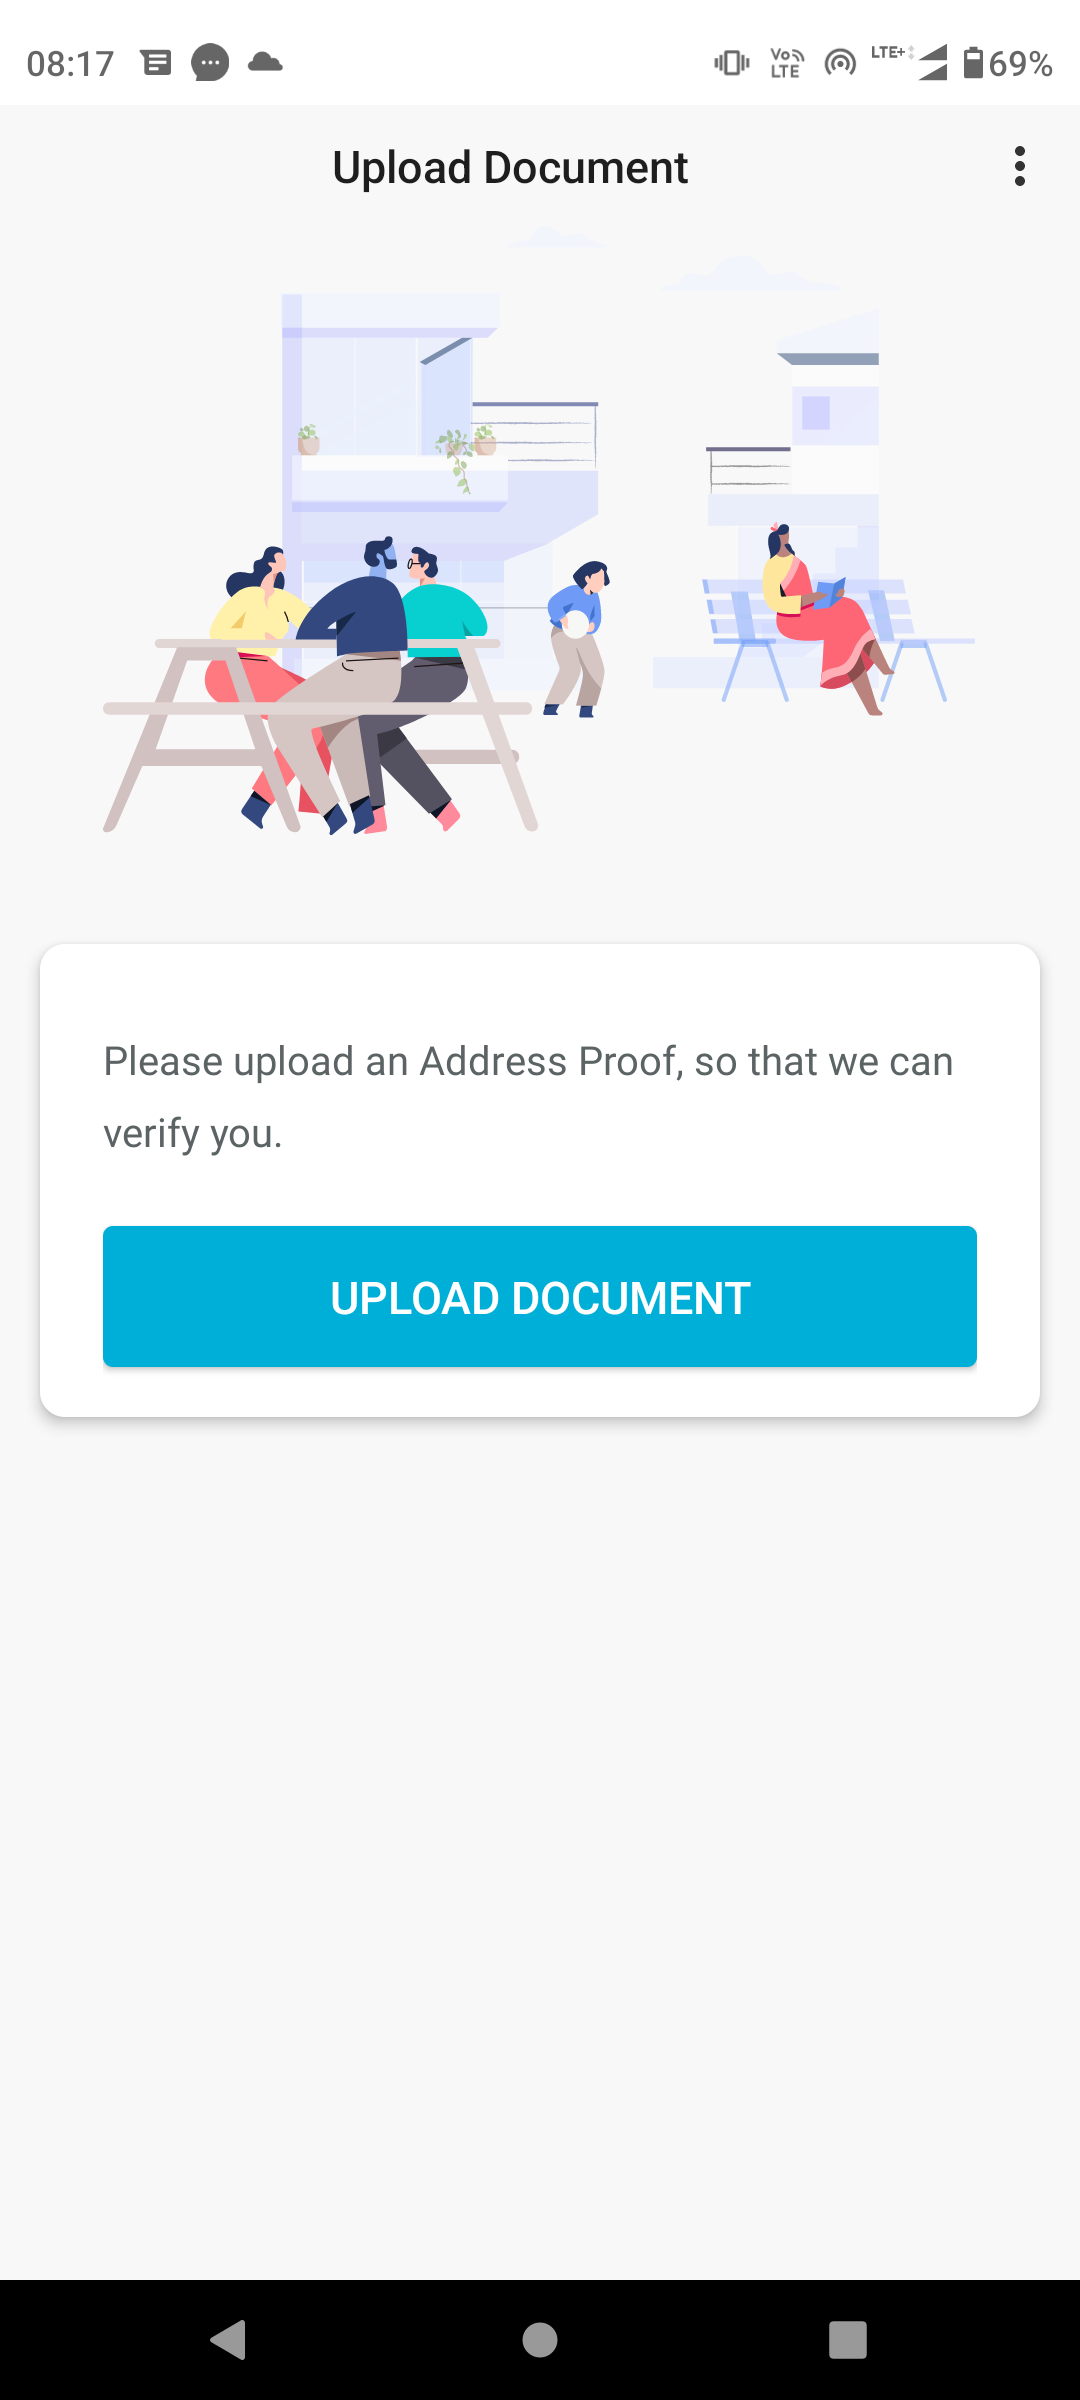 08:17
Vo LTE
LTE+
69%
Upload Document
Please upload an Address Proof, so that we can
verify you.
UPLOAD DOCUMENT